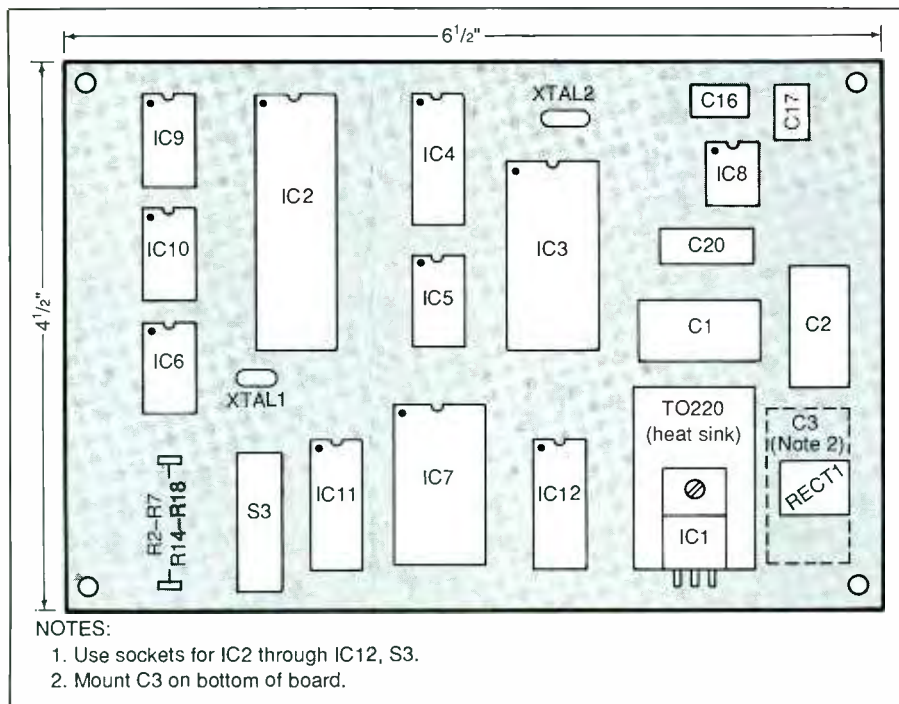 6 1/2"
4 1/2"
XTAL2
C16
C17
IC9
IC2
IC4
IC8
IC10
IC3
C20
IC5
C1
C2
IC6
XTAL1
TO220
(heat sink)
C3
(Note 2)
IC7
RECT1
R2–R7
R14–R18
S3
IC11
IC12
IC1
NOTES:
1. Use sockets for IC2 through IC12, S3.
2. Mount C3 on bottom of board.